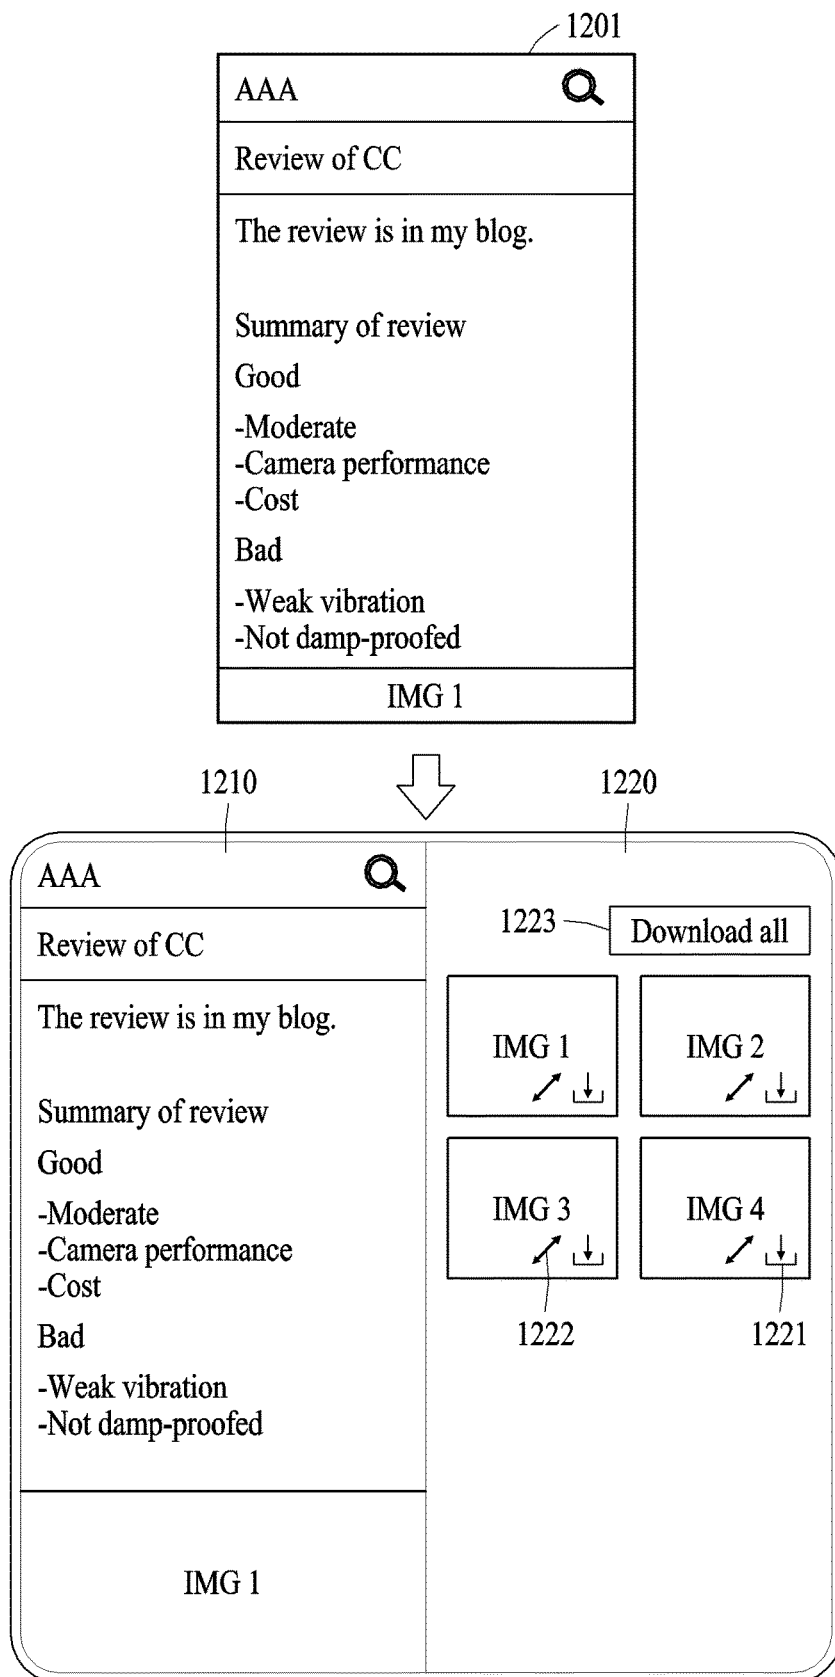 1201
AAA
Review of CC
The review is in my blog.
Summary of review
Good
-Moderate
-Camera performance
-Cost
Bad
-Weak vibration
-Not damp-proofed
IMG 1
1210
1220
AAA
Review of CC
The review is in my blog.
Summary of review
Good
-Moderate
-Camera performance
-Cost
Bad
-Weak vibration
-Not damp-proofed
IMG 1
1223
Download all
IMG 1
IMG 2
IMG 3
IMG 4
1222
1221